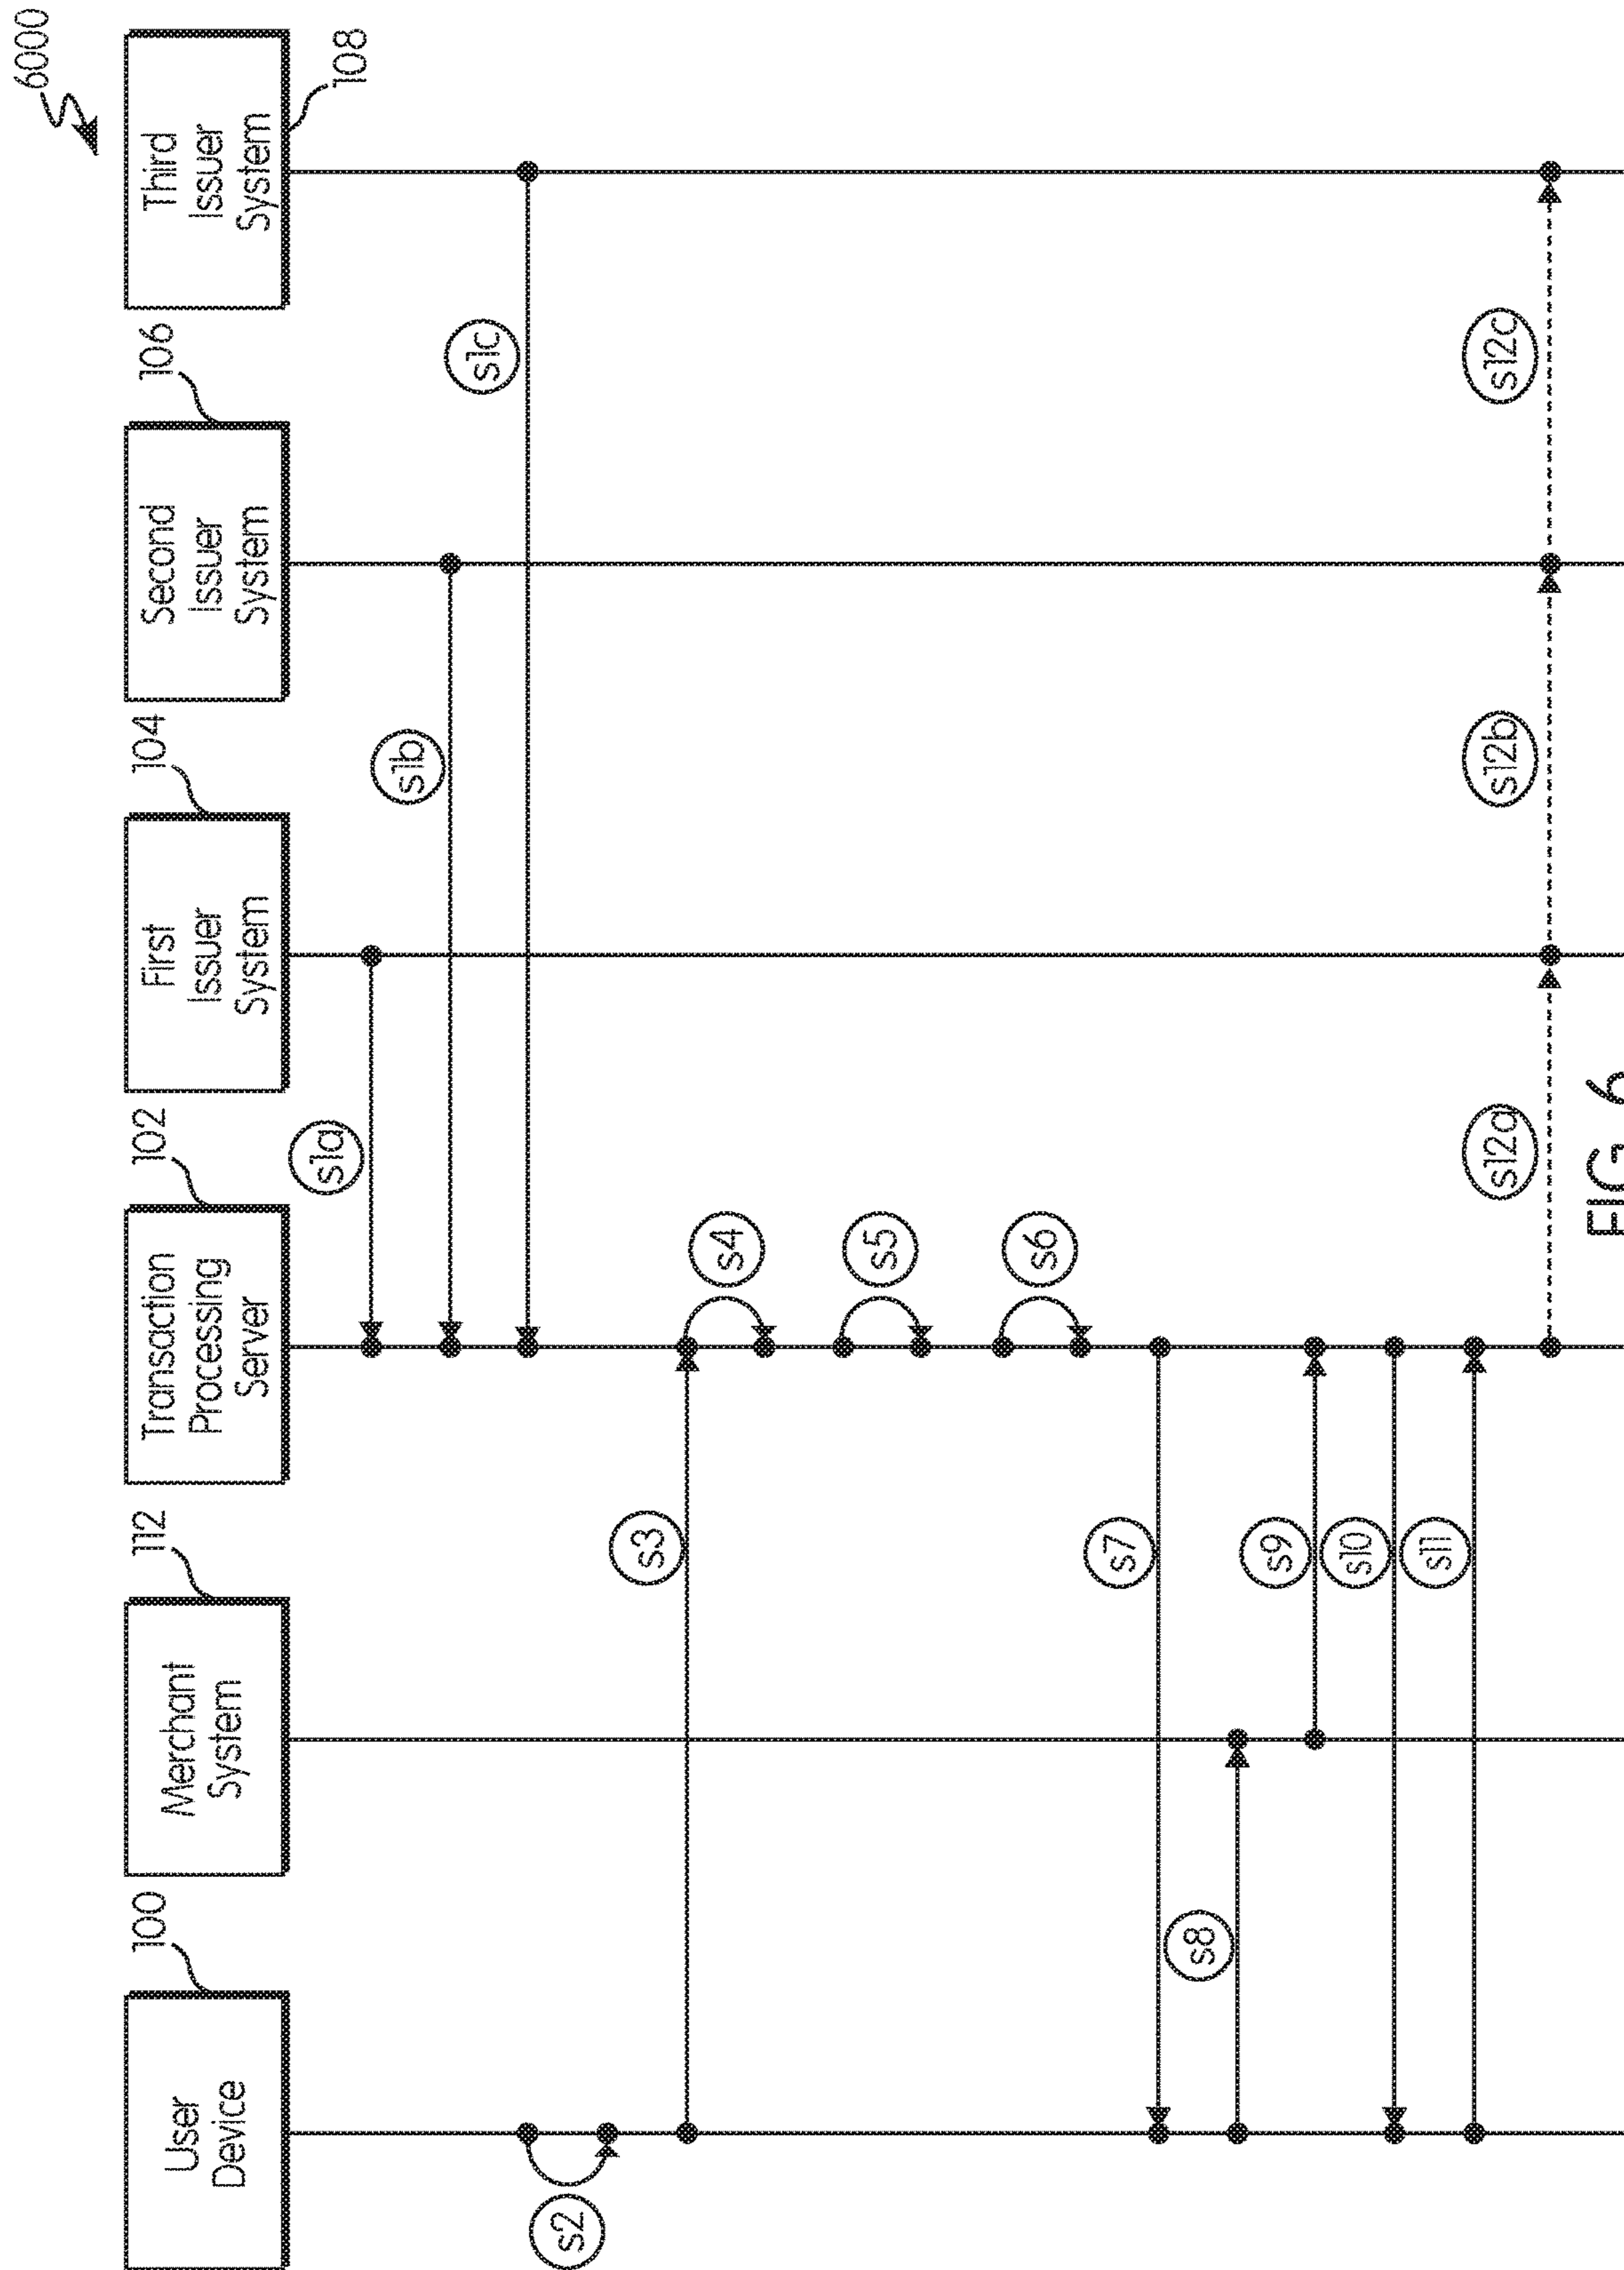 6000
User
Device
100
Merchant
System
112
Transaction
Processing
Server
102
First
Issuer
System
104
Second
Issuer
System
106
Third
Issuer
System
108
s1a
s1b
s1c
s2
s3
s4
s5
s6
s7
s8
s9
s10
s11
s12a
s12b
s12c
FIG. 6